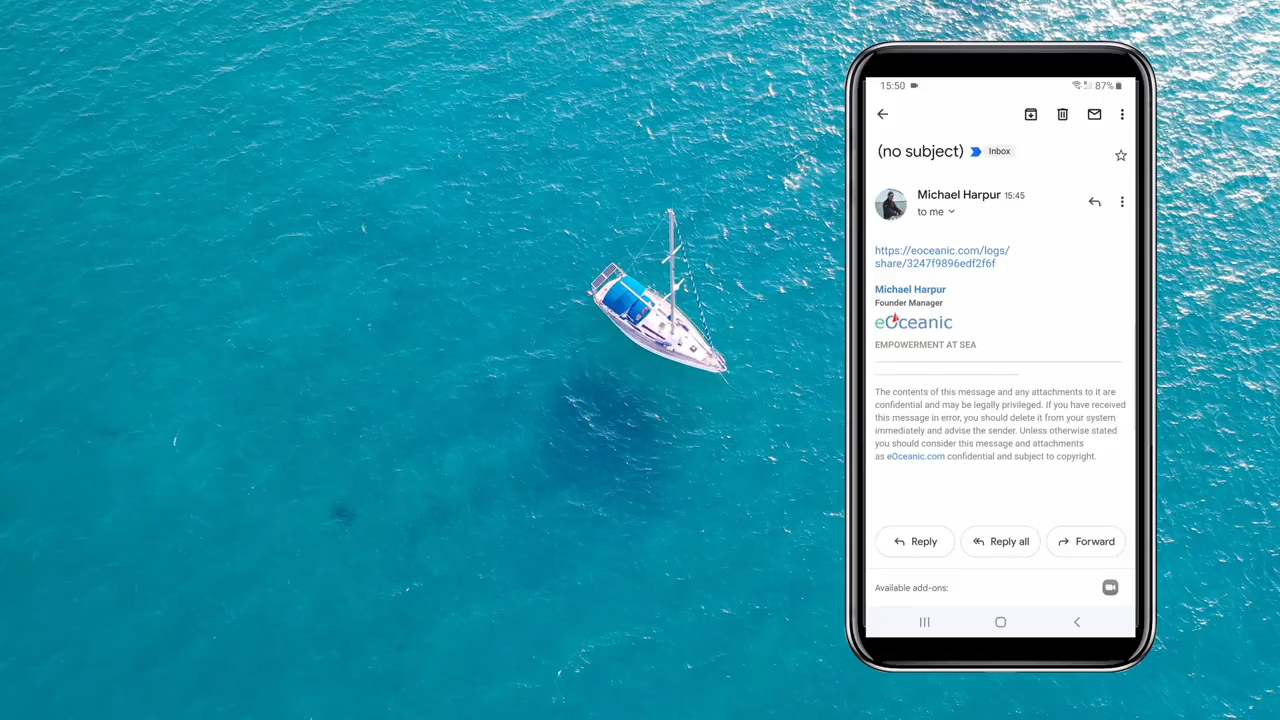 15:50 87%
(no subject) Inbox
Michael Harpur 15:45
to me
https://eoceanic.com/logs/
share/3247f9896edf2f6f
Michael Harpur
Founder Manager
eOceanic
EMPOWERMENT AT SEA
The contents of this message and any attachments to it are
confidential and may be legally privileged. If you have received
this message in error, you should delete it from your system
immediately and advise the sender. Unless otherwise stated
you should consider this message and attachments
as eOceanic.com confidential and subject to copyright.
Reply Reply all Forward
Available add-ons: